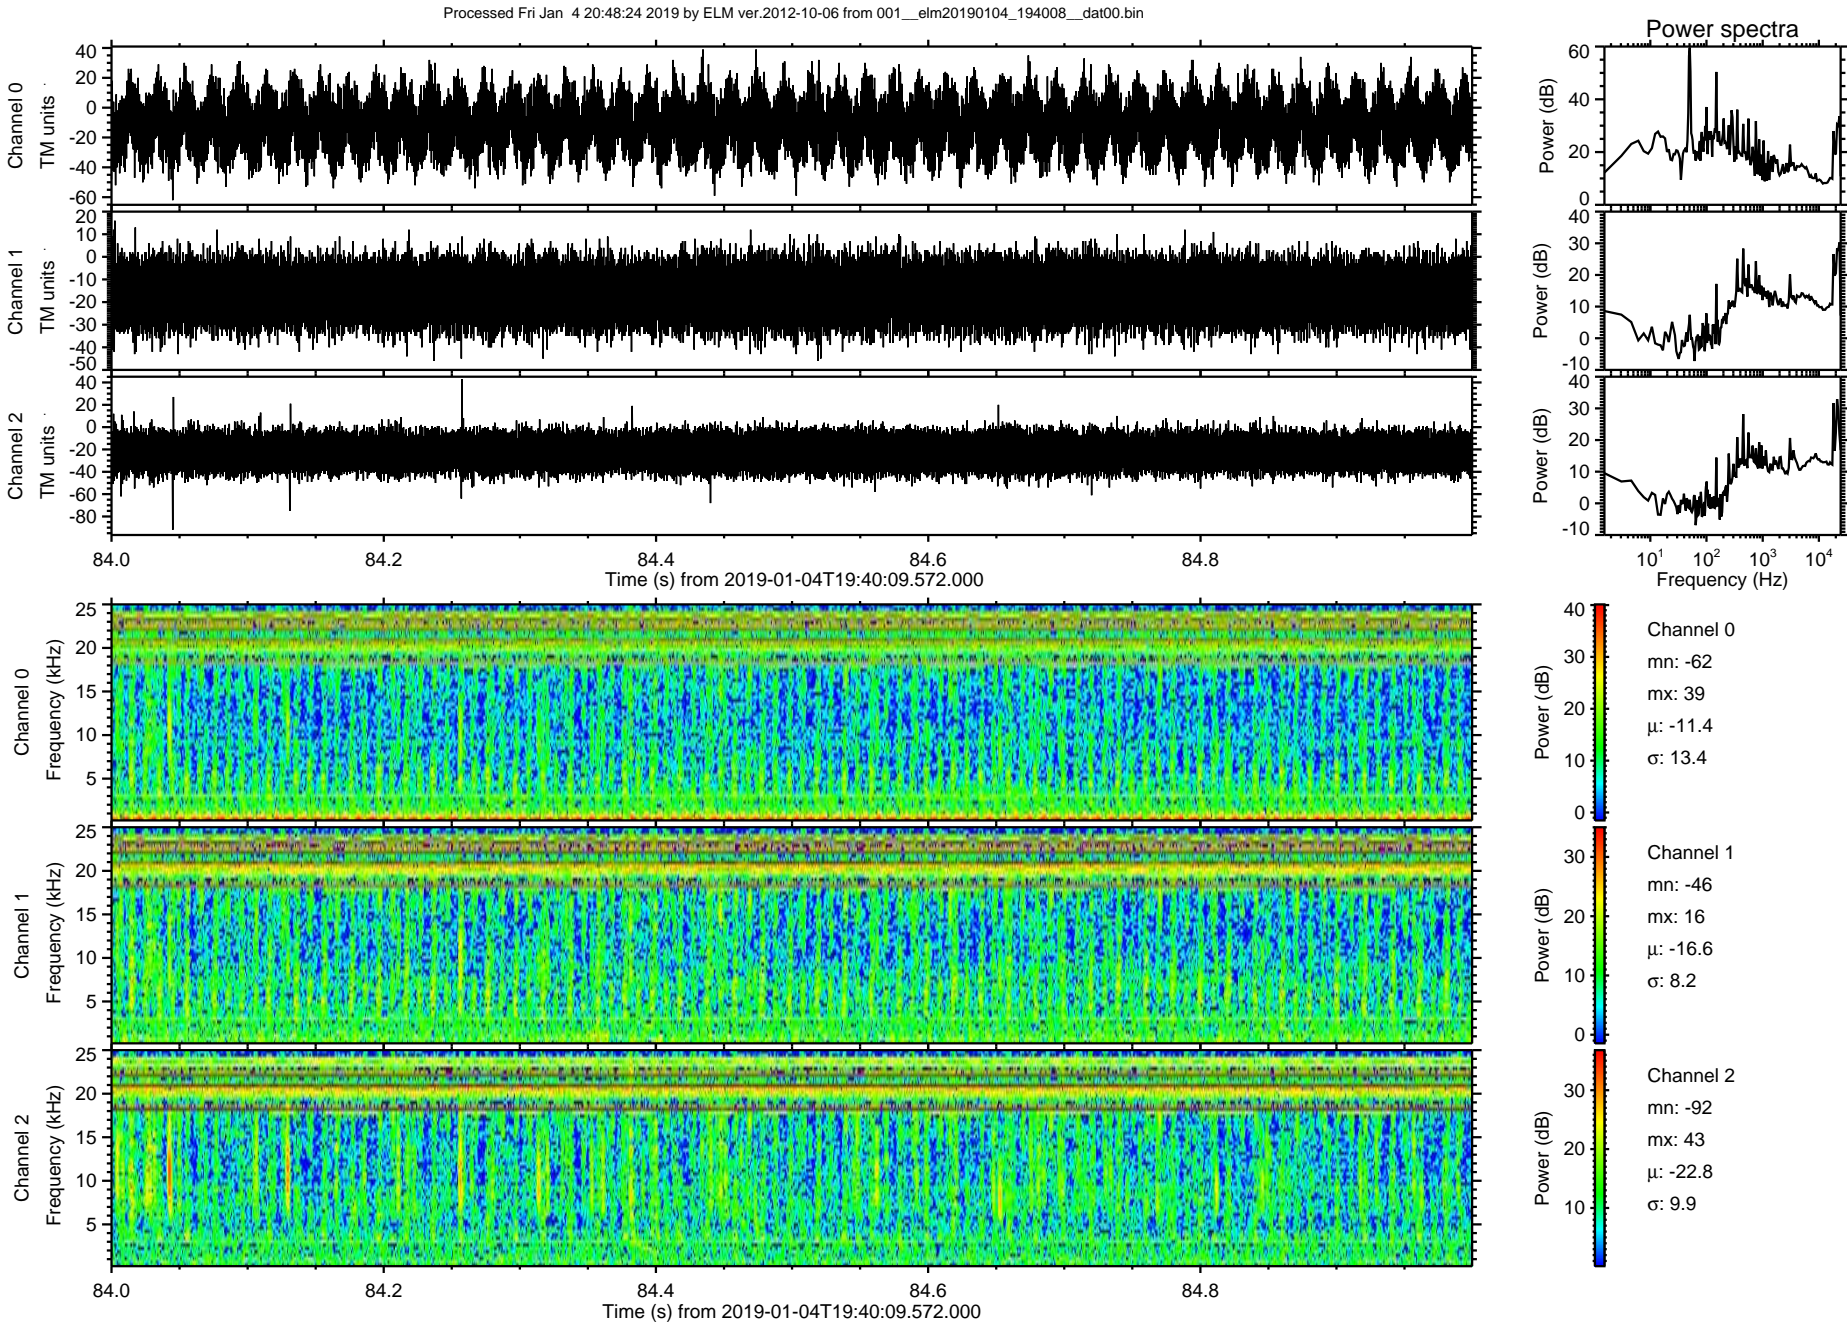 Processed Fri Jan  4 20:48:24 2019 by ELM ver.2012-10-06 from 001__elm20190104_194008__dat00.bin
Power spectra
Channel 0
TM units
40
20
0
-20
-40
-60
Power (dB)
60
40
20
0
Channel 1
TM units
20
10
0
-10
-20
-30
-40
-50
Power (dB)
40
30
20
10
0
-10
Channel 2
TM units
40
20
0
-20
-40
-60
-80
Power (dB)
40
30
20
10
0
-10
84.0 84.2 84.4 84.6 84.8
Time (s) from 2019-01-04T19:40:09.572.000
10^1 10^2 10^3 10^4
Frequency (Hz)
Channel 0
Frequency (kHz)
25
20
15
10
5
Power (dB)
40
30
20
10
0
Channel 0
mn: -62
mx: 39
μ: -11.4
σ: 13.4
Channel 1
Frequency (kHz)
25
20
15
10
5
Power (dB)
30
20
10
0
Channel 1
mn: -46
mx: 16
μ: -16.6
σ: 8.2
Channel 2
Frequency (kHz)
25
20
15
10
5
Power (dB)
30
20
10
Channel 2
mn: -92
mx: 43
μ: -22.8
σ: 9.9
84.0 84.2 84.4 84.6 84.8
Time (s) from 2019-01-04T19:40:09.572.000